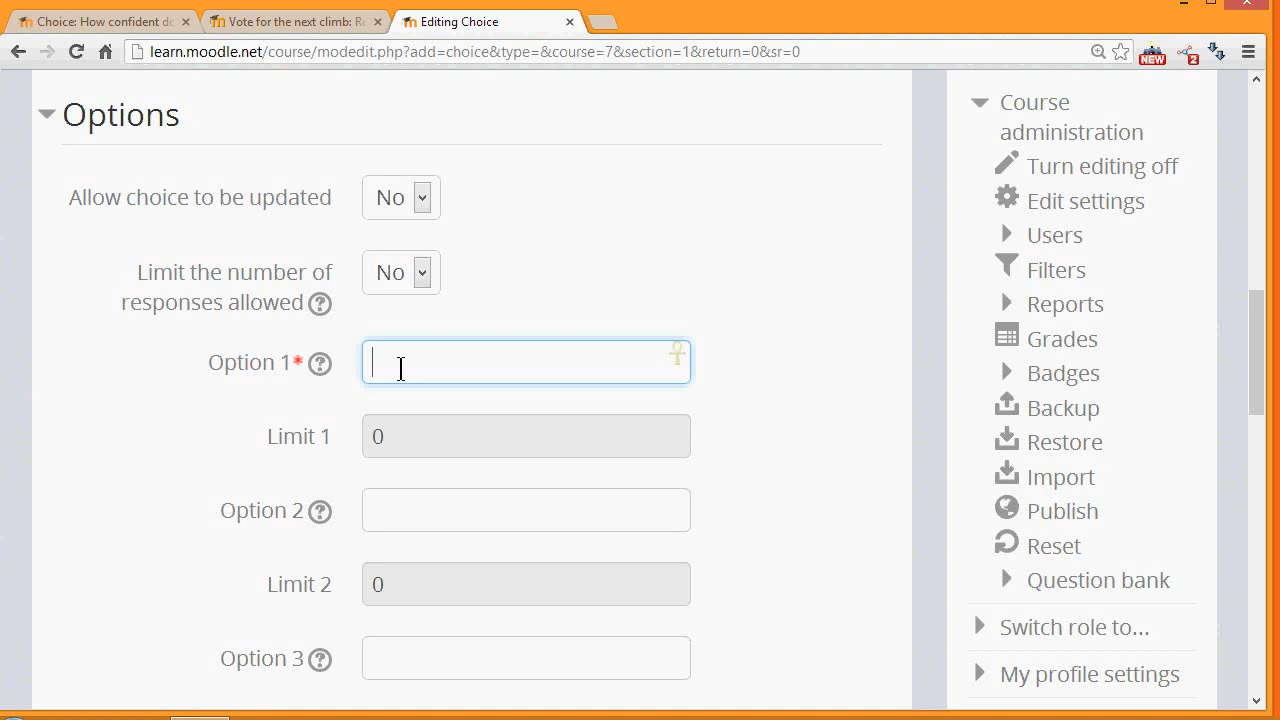 Choice: How confident do
Vote for the next climb: Re
Editing Choice
learn.moodle.net/course/modedit.php?add=choice&type=&course=7&section=1&return=0&sr=0
NEW
2
Options
Allow choice to be updated
No
Limit the number of
responses allowed
No
Option 1*
Limit 1
0
Option 2
Limit 2
0
Option 3
Course
administration
Turn editing off
Edit settings
Users
Filters
Reports
Grades
Badges
Backup
Restore
Import
Publish
Reset
Question bank
Switch role to...
My profile settings